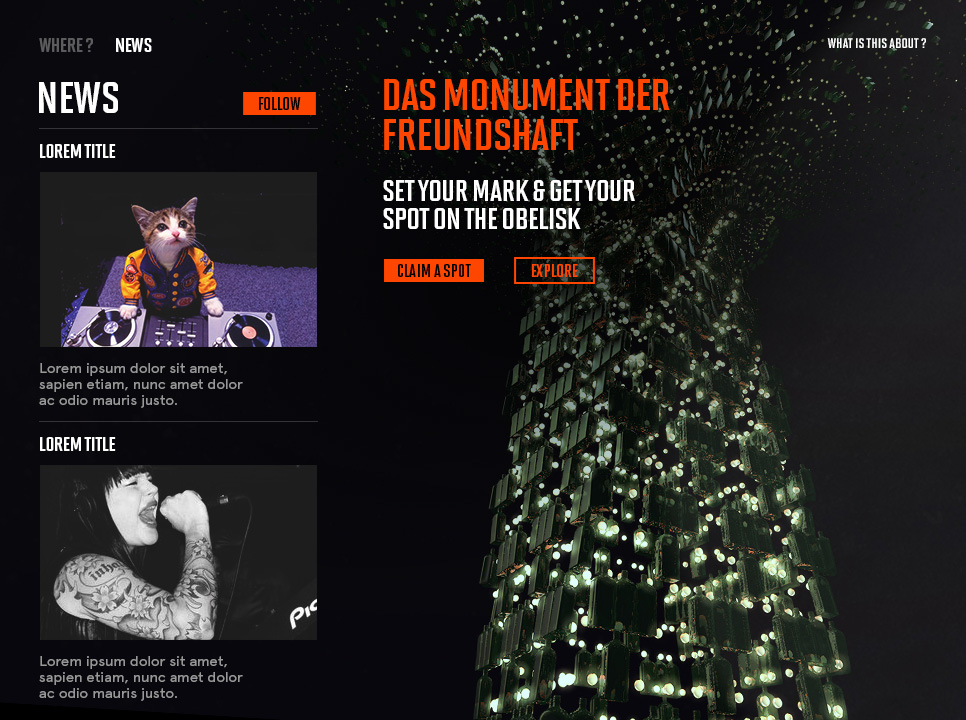 WHERE ?
NEWS
WHAT IS THIS ABOUT ?
NEWS
FOLLOW
LOREM TITLE
Lorem ipsum dolor sit amet,
sapien etiam, nunc amet dolor
ac odio mauris justo.
LOREM TITLE
inho
Pio
Lorem ipsum dolor sit amet,
sapien etiam, nunc amet dolor
ac odio mauris justo.
DAS MONUMENT DER
FREUNDSHAFT
SET YOUR MARK & GET YOUR
SPOT ON THE OBELISK
CLAIM A SPOT
EXPLORE